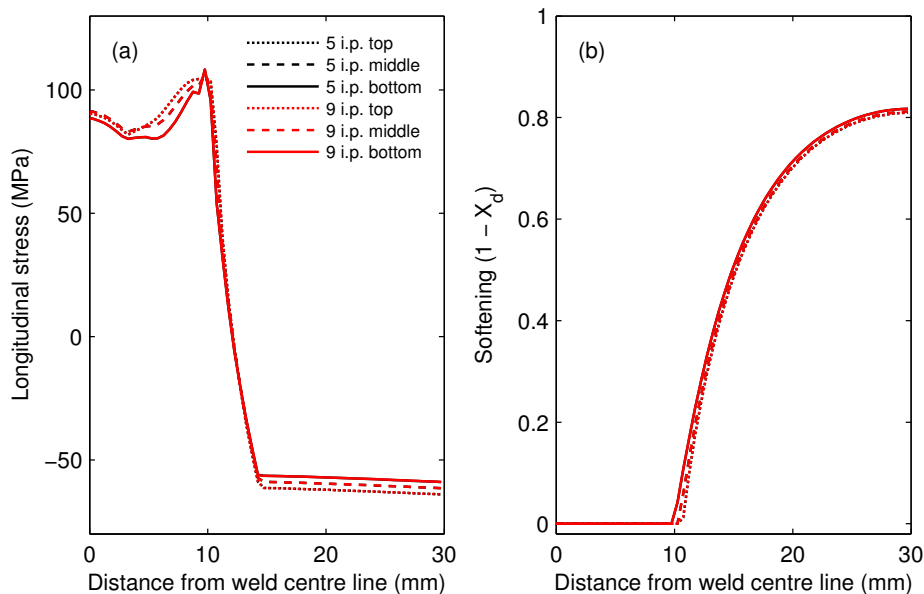 (a)
5 i.p. top
5 i.p. middle
5 i.p. bottom
9 i.p. top
9 i.p. middle
9 i.p. bottom
100
50
0
−50
Longitudinal stress (MPa)
0
10
20
30
Distance from weld centre line (mm)
(b)
1
0.8
0.6
0.4
0.2
0
Softening (1 − X_d)
0
10
20
30
Distance from weld centre line (mm)